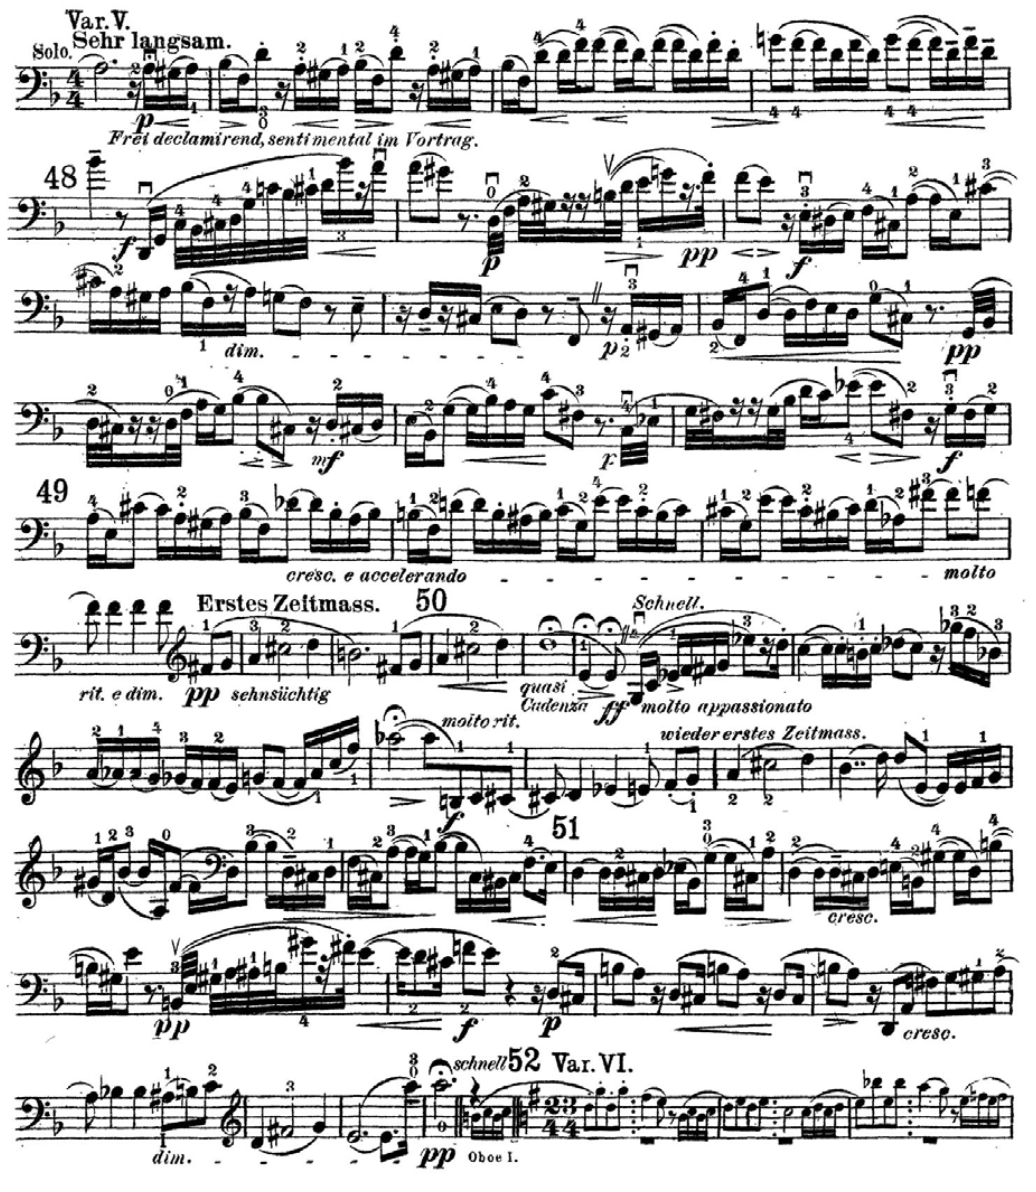 Var. V.
Solo. Sehr langsam.
p
Frei declamirend, sentimental im Vortrag.
48
f
p
pp
f
dim.
p
pp
mf
p
f
49
cresc. e accelerando
molto
Erstes Zeitmass. 50
Schnell.
rit. e dim. pp sehnsüchtig
quasi
Cadenza ff molto appassionato
molto rit.
wieder erstes Zeitmass.
f
51
cresc.
pp
f
p
cresc.
schnell 52 Var. VI.
dim.
pp Oboe I.